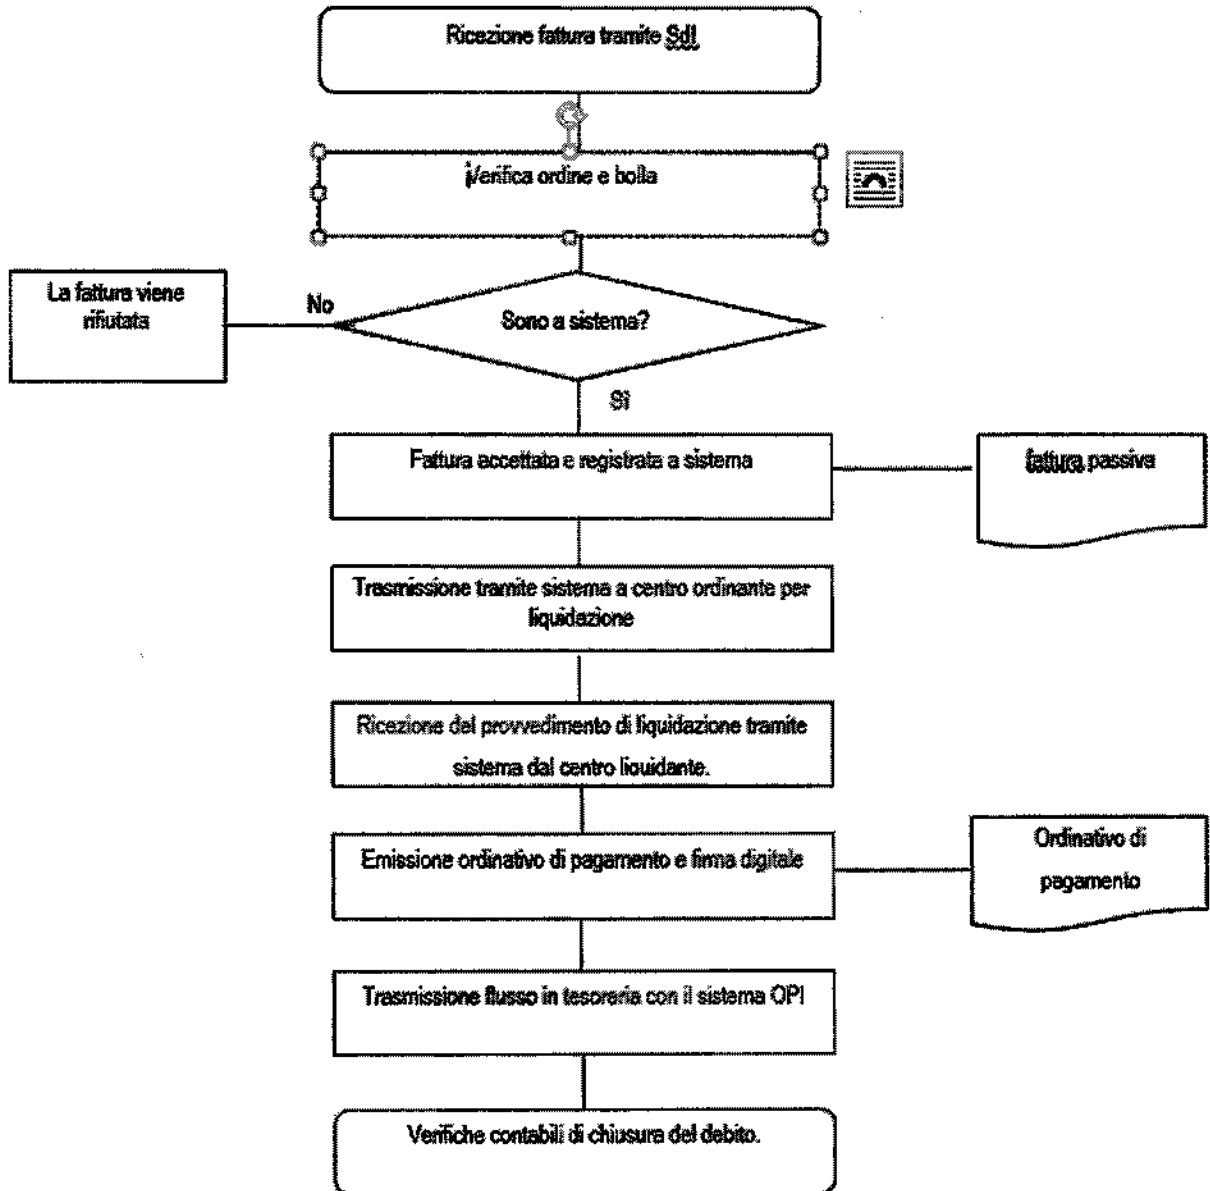 Ricezione fattura tramite SdI
Verifica ordine e bolla
La fattura viene
rifiutata
No
Sono a sistema?
Sì
Fattura accettata e registrata a sistema
fattura passiva
Trasmissione tramite sistema a centro ordinante per
liquidazione
Ricezione del provvedimento di liquidazione tramite
sistema dal centro liquidante.
Emissione ordinativo di pagamento e firma digitale
Ordinativo di
pagamento
Trasmissione flusso in tesoreria con il sistema OPI
Verifiche contabili di chiusura del debito.